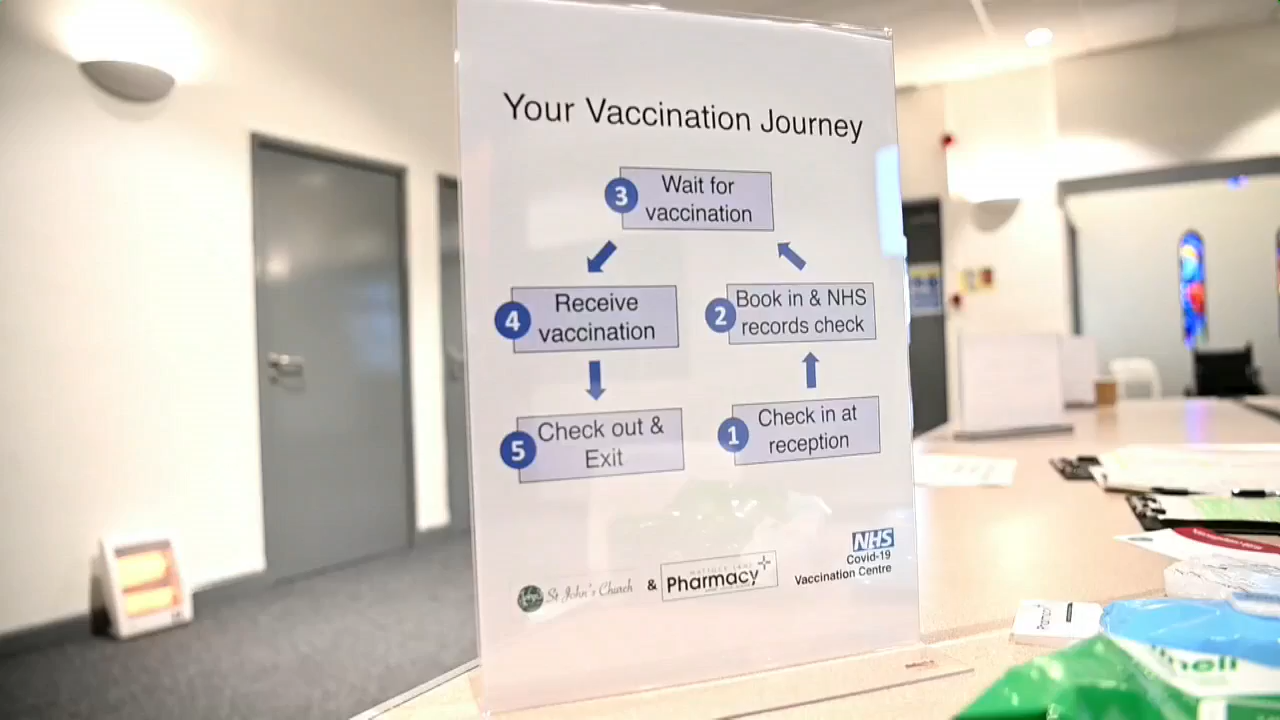 Your Vaccination Journey
3
Wait for
vaccination
4
Receive
vaccination
2
Book in & NHS
records check
5
Check out &
Exit
1
Check in at
reception
St John's Church
&
Pharmacy
NHS
Covid-19
Vaccination Centre